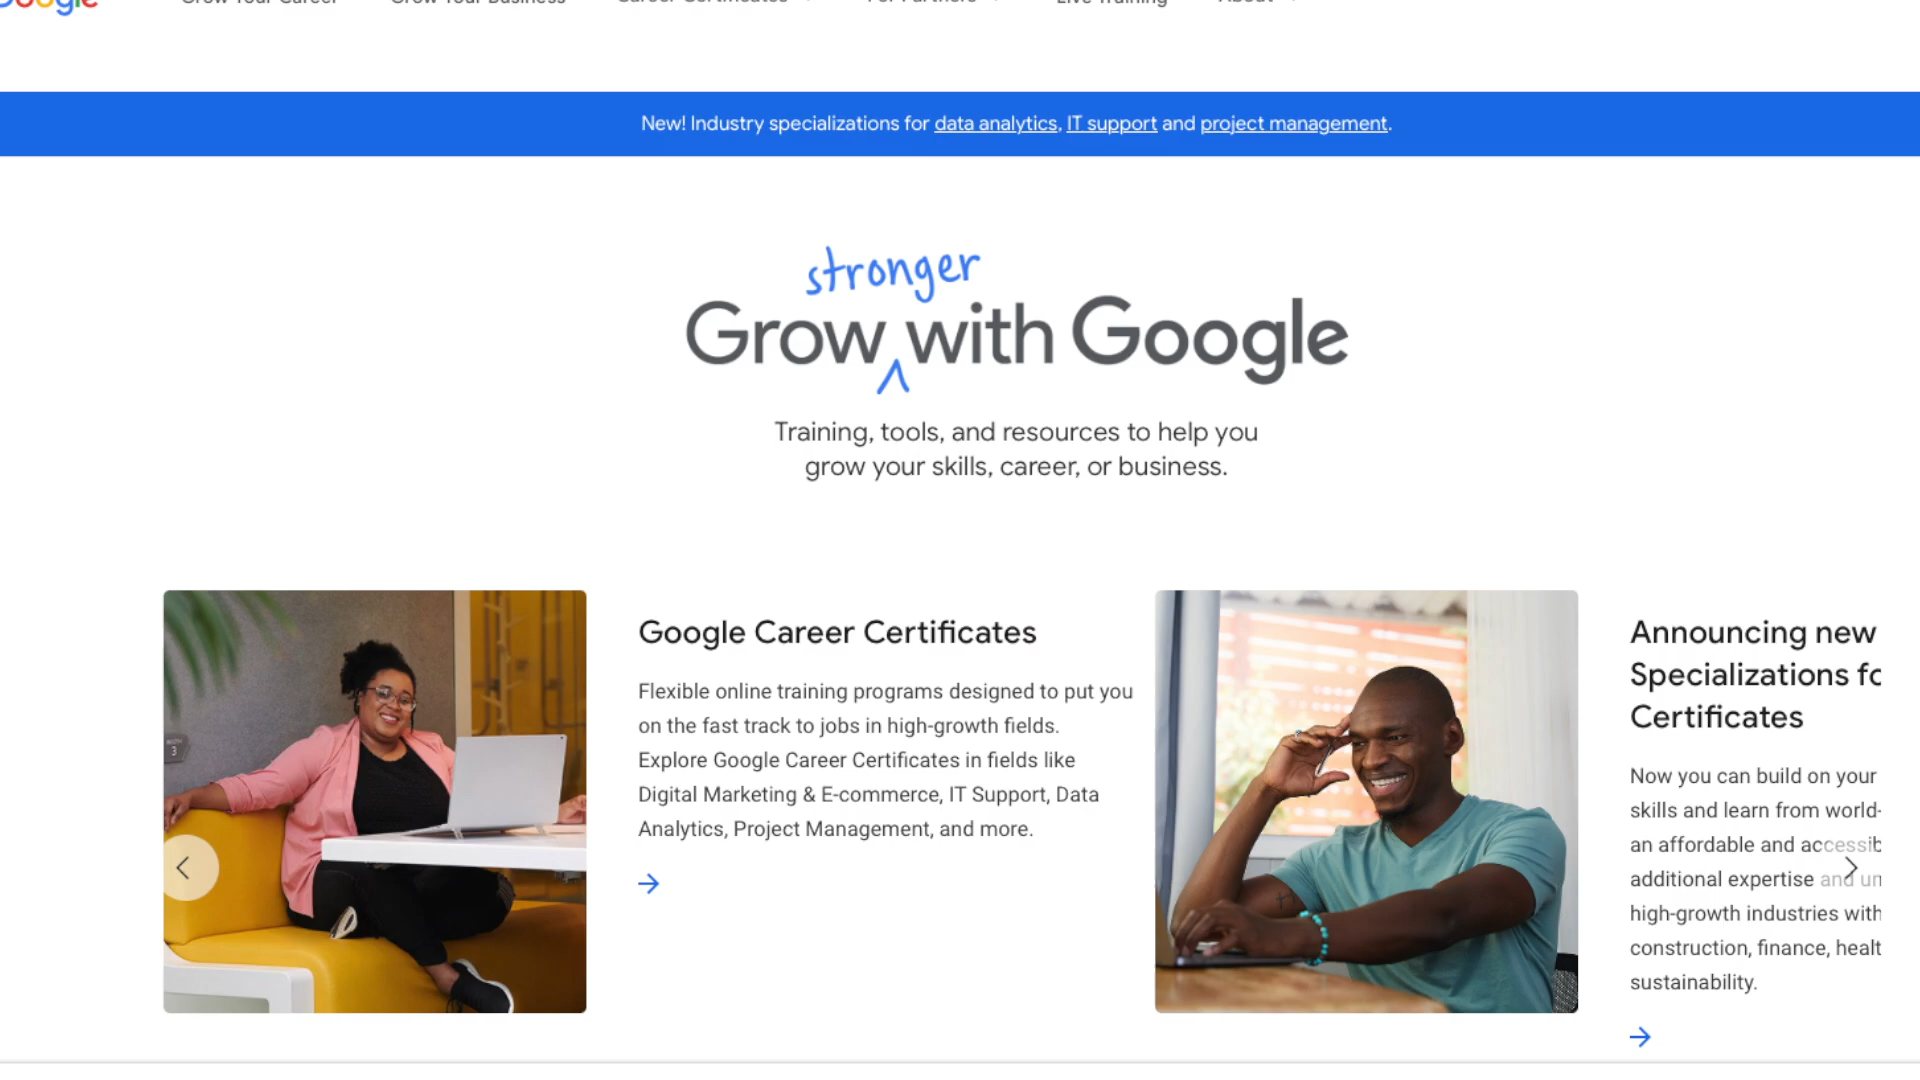 Google Grow Your Career Grow Your Business Career Certificates For Partners Live Training About
New! Industry specializations for data analytics, IT support and project management.
stronger
Grow with Google
Training, tools, and resources to help you
grow your skills, career, or business.
Google Career Certificates
Flexible online training programs designed to put you
on the fast track to jobs in high-growth fields.
Explore Google Career Certificates in fields like
Digital Marketing & E-commerce, IT Support, Data
Analytics, Project Management, and more.
3
Announcing new
Specializations fo
Certificates
Now you can build on your
skills and learn from world-
an affordable and accessib
additional expertise and un
high-growth industries with
construction, finance, healt
sustainability.